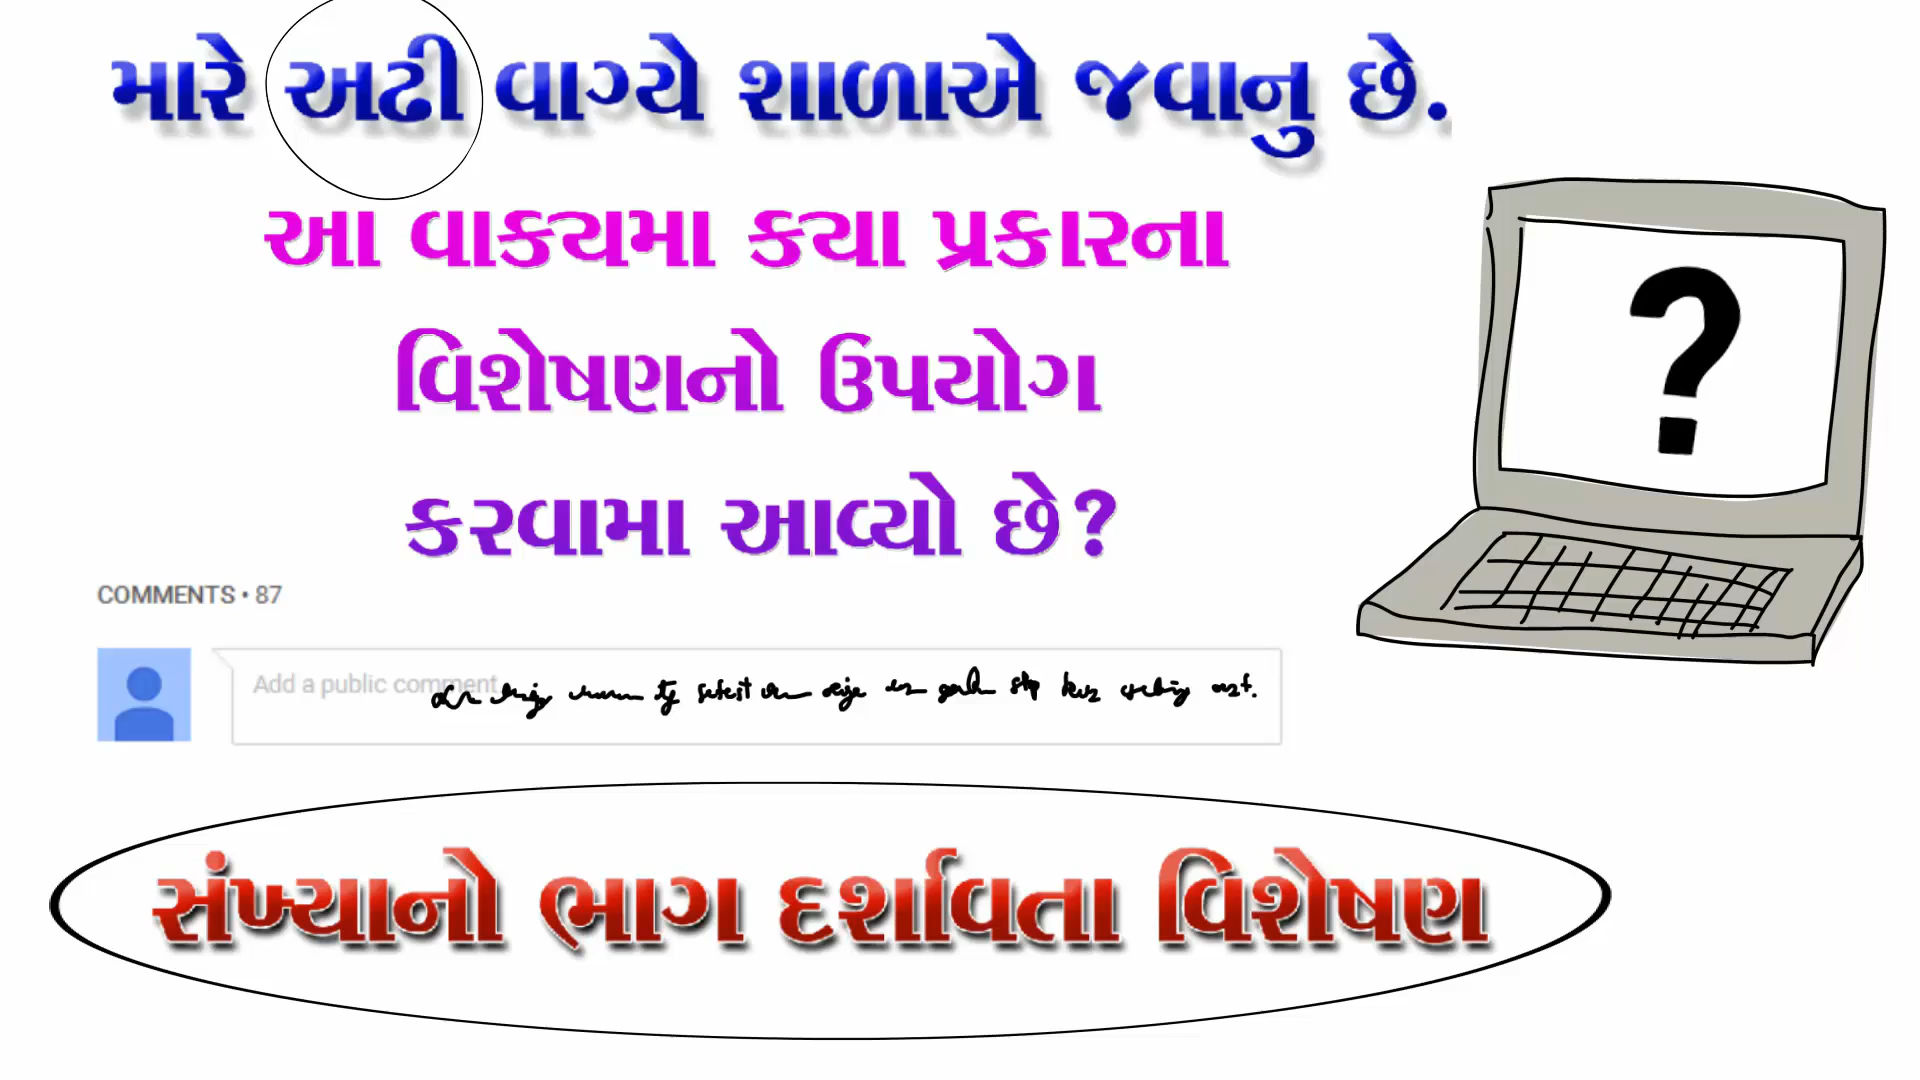 મારે અઢી વાગ્યે શાળાએ જવાનુ છે.
આ વાક્યમા ક્યા પ્રકારના
વિશેષણનો ઉપયોગ
કરવામા આવ્યો છે?
COMMENTS • 87
Add a public comment
સંખ્યાનો ભાગ દર્શાવતા વિશેષણ